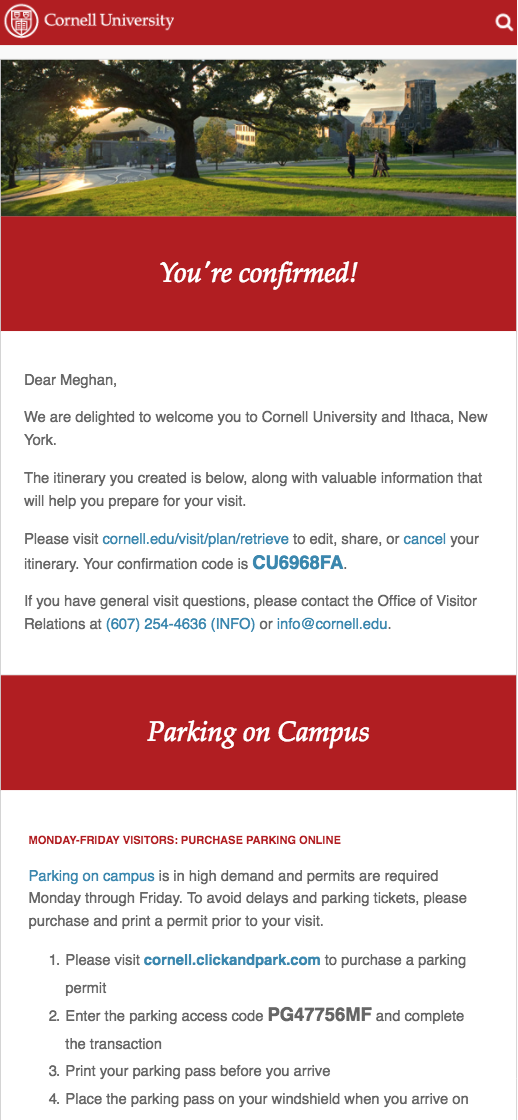 Cornell University
You're confirmed!
Dear Meghan,
We are delighted to welcome you to Cornell University and Ithaca, New
York.
The itinerary you created is below, along with valuable information that
will help you prepare for your visit.
Please visit cornell.edu/visit/plan/retrieve to edit, share, or cancel your
itinerary. Your confirmation code is CU6968FA.
If you have general visit questions, please contact the Office of Visitor
Relations at (607) 254-4636 (INFO) or info@cornell.edu.
Parking on Campus
MONDAY-FRIDAY VISITORS: PURCHASE PARKING ONLINE
Parking on campus is in high demand and permits are required
Monday through Friday. To avoid delays and parking tickets, please
purchase and print a permit prior to your visit.
1. Please visit cornell.clickandpark.com to purchase a parking
permit
2. Enter the parking access code PG47756MF and complete
the transaction
3. Print your parking pass before you arrive
4. Place the parking pass on your windshield when you arrive on